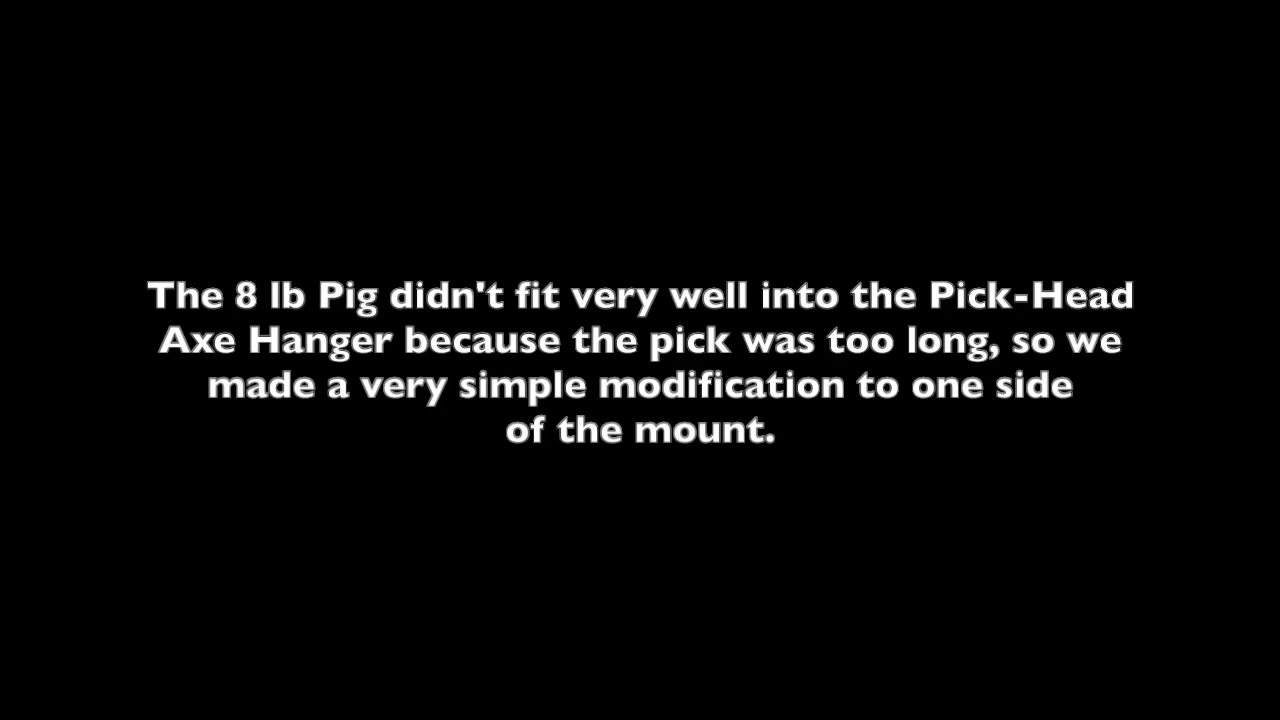 The 8 lb Pig didn't fit very well into the Pick-Head
Axe Hanger because the pick was too long, so we
made a very simple modification to one side
of the mount.